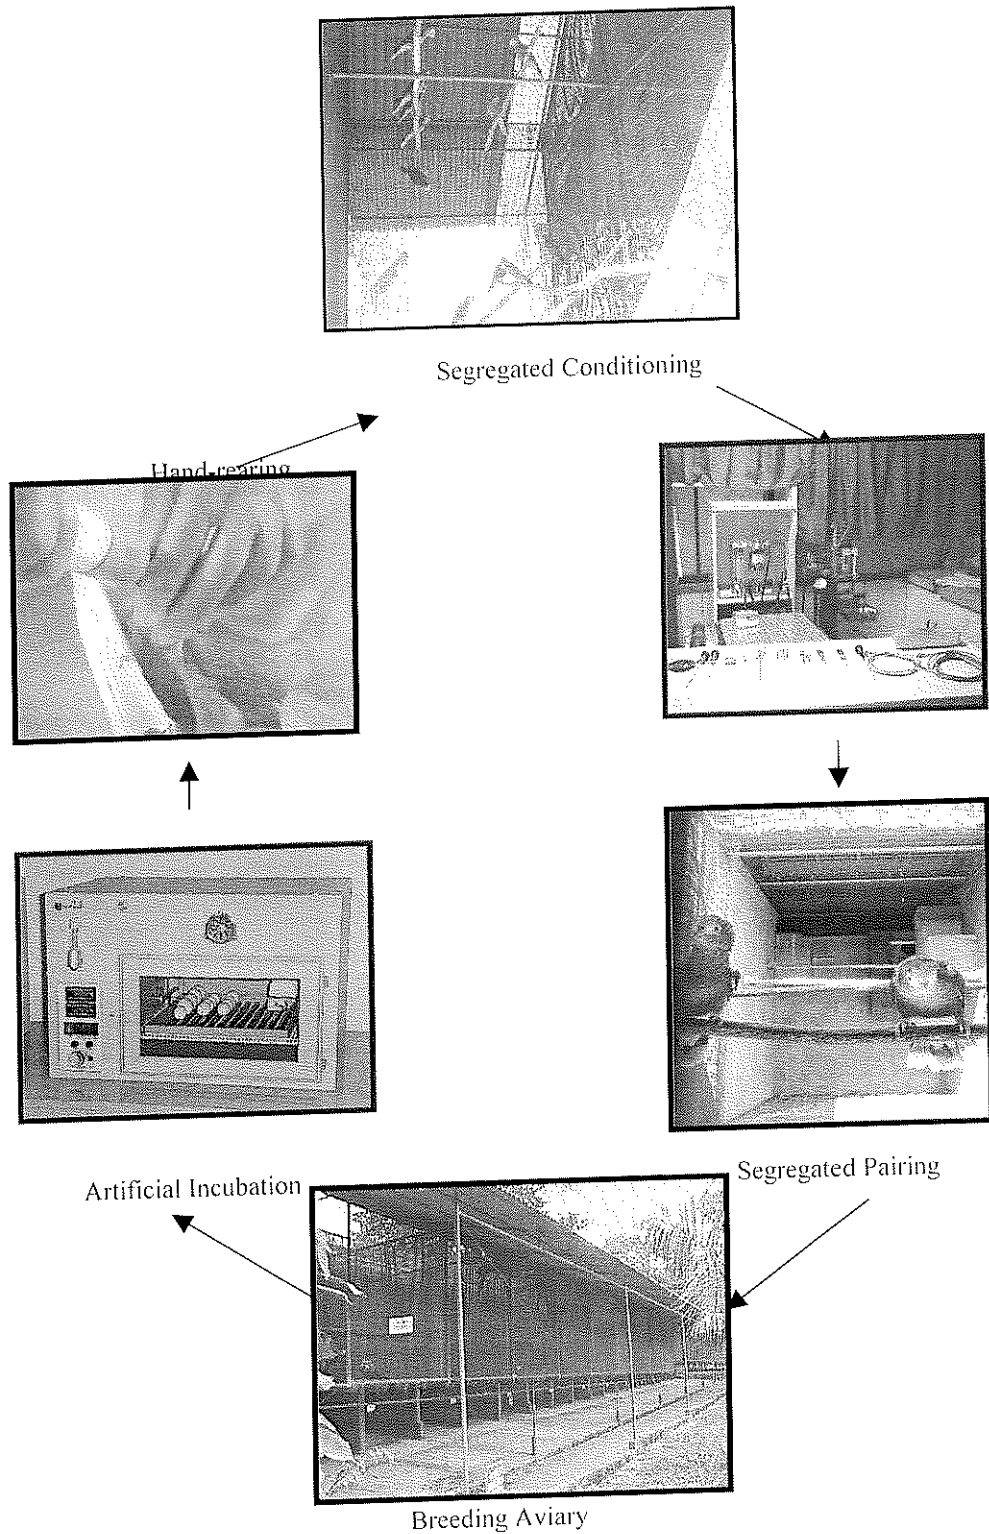 Segregated Conditioning
Hand-rearing
Segregated Pairing
Artificial Incubation
Breeding Aviary